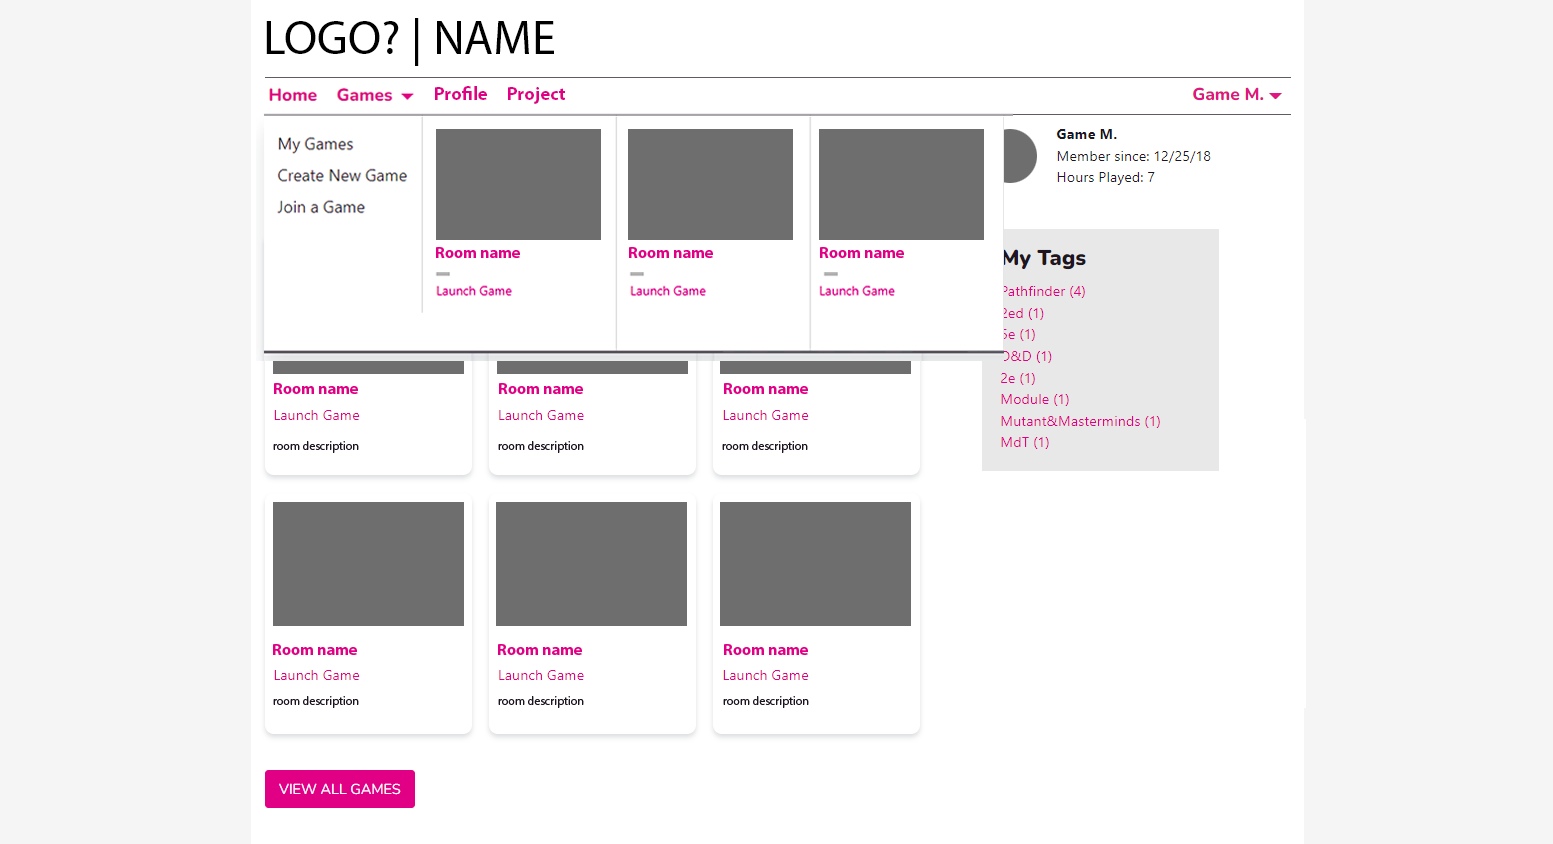 LOGO? | NAME
Home Games Profile Project Game M.
My Games
Create New Game
Join a Game
Room name
Launch Game
Room name
Launch Game
Room name
Launch Game
Game M.
Member since: 12/25/18
Hours Played: 7
My Tags
Pathfinder (4)
2ed (1)
5e (1)
D&D (1)
2e (1)
Module (1)
Mutant&Masterminds (1)
MdT (1)
Room name
Launch Game
room description
Room name
Launch Game
room description
Room name
Launch Game
room description
Room name
Launch Game
room description
Room name
Launch Game
room description
Room name
Launch Game
room description
VIEW ALL GAMES